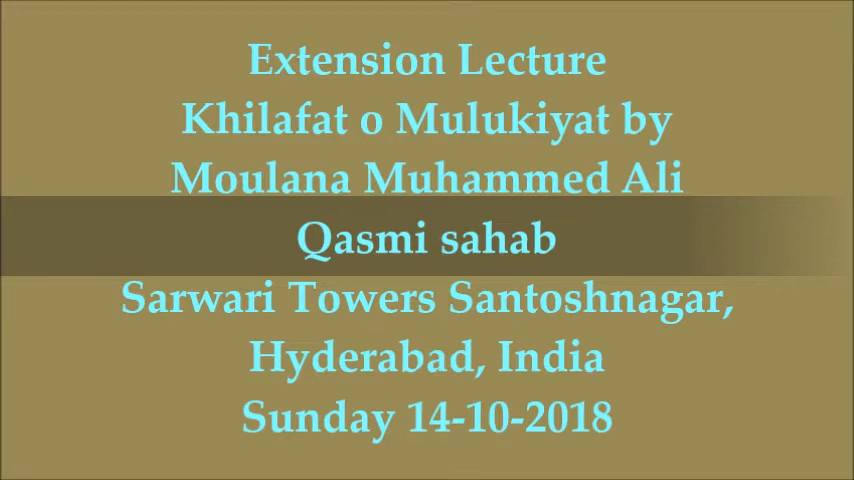 Extension Lecture
Khilafat o Mulukiyat by
Moulana Muhammed Ali
Qasmi sahab
Sarwari Towers Santoshnagar,
Hyderabad, India
Sunday 14-10-2018